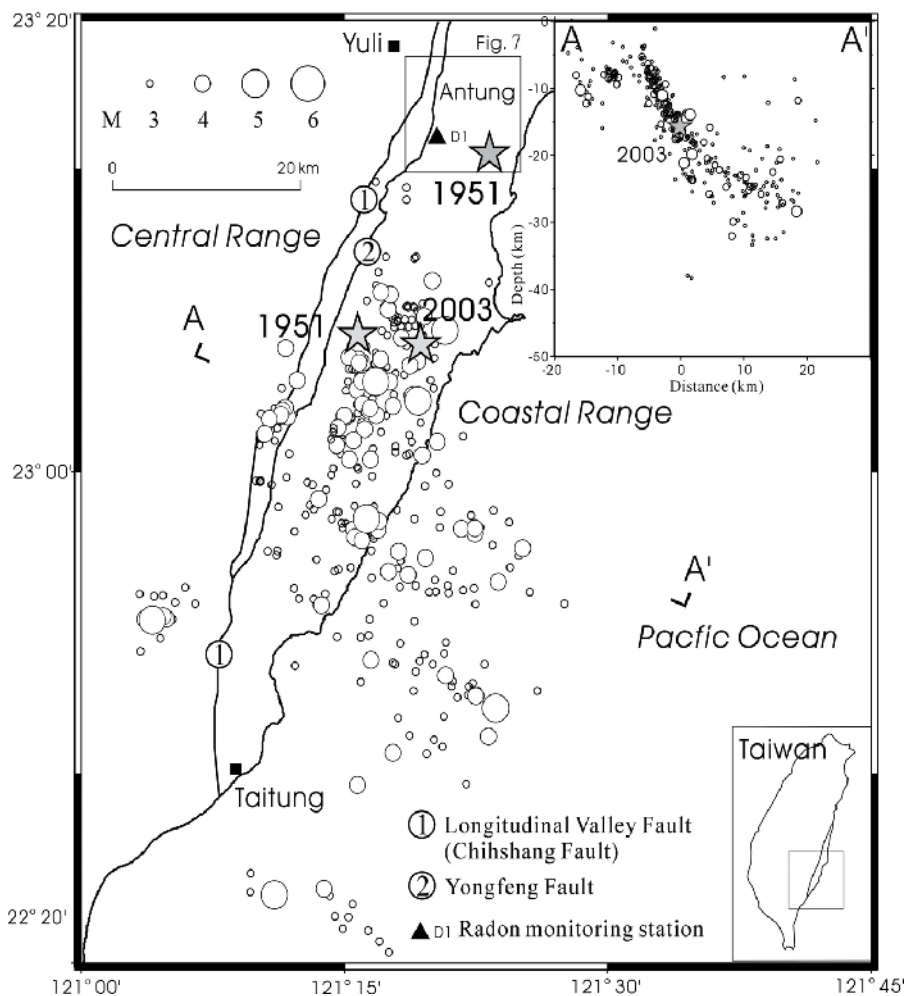 23° 20'
Yuli
Fig. 7
Antung
D1
1951
M 3 4 5 6
0 20 km
Central Range
1
2
A
1951
2003
Coastal Range
23° 00'
A'
Pacfic Ocean
1
Taitung
22° 20'
121° 00'
121° 15'
121° 30'
121° 45'
A A'
0
-10
-20
-30
-40
-50
Depth (km)
2003
-20 -10 0 10 20 30
Distance (km)
1 Longitudinal Valley Fault
(Chihshang Fault)
2 Yongfeng Fault
D1 Radon monitoring station
Taiwan